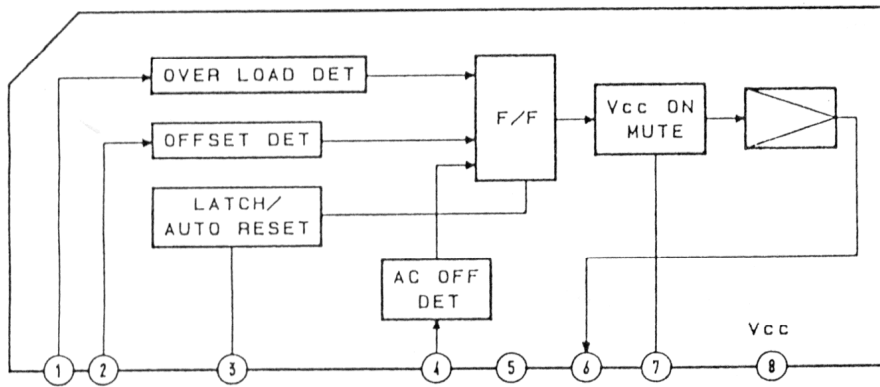 OVER LOAD DET
OFFSET DET
LATCH/
AUTO RESET
F/F
Vcc ON
MUTE
AC OFF
DET
Vcc
1 2 3 4 5 6 7 8